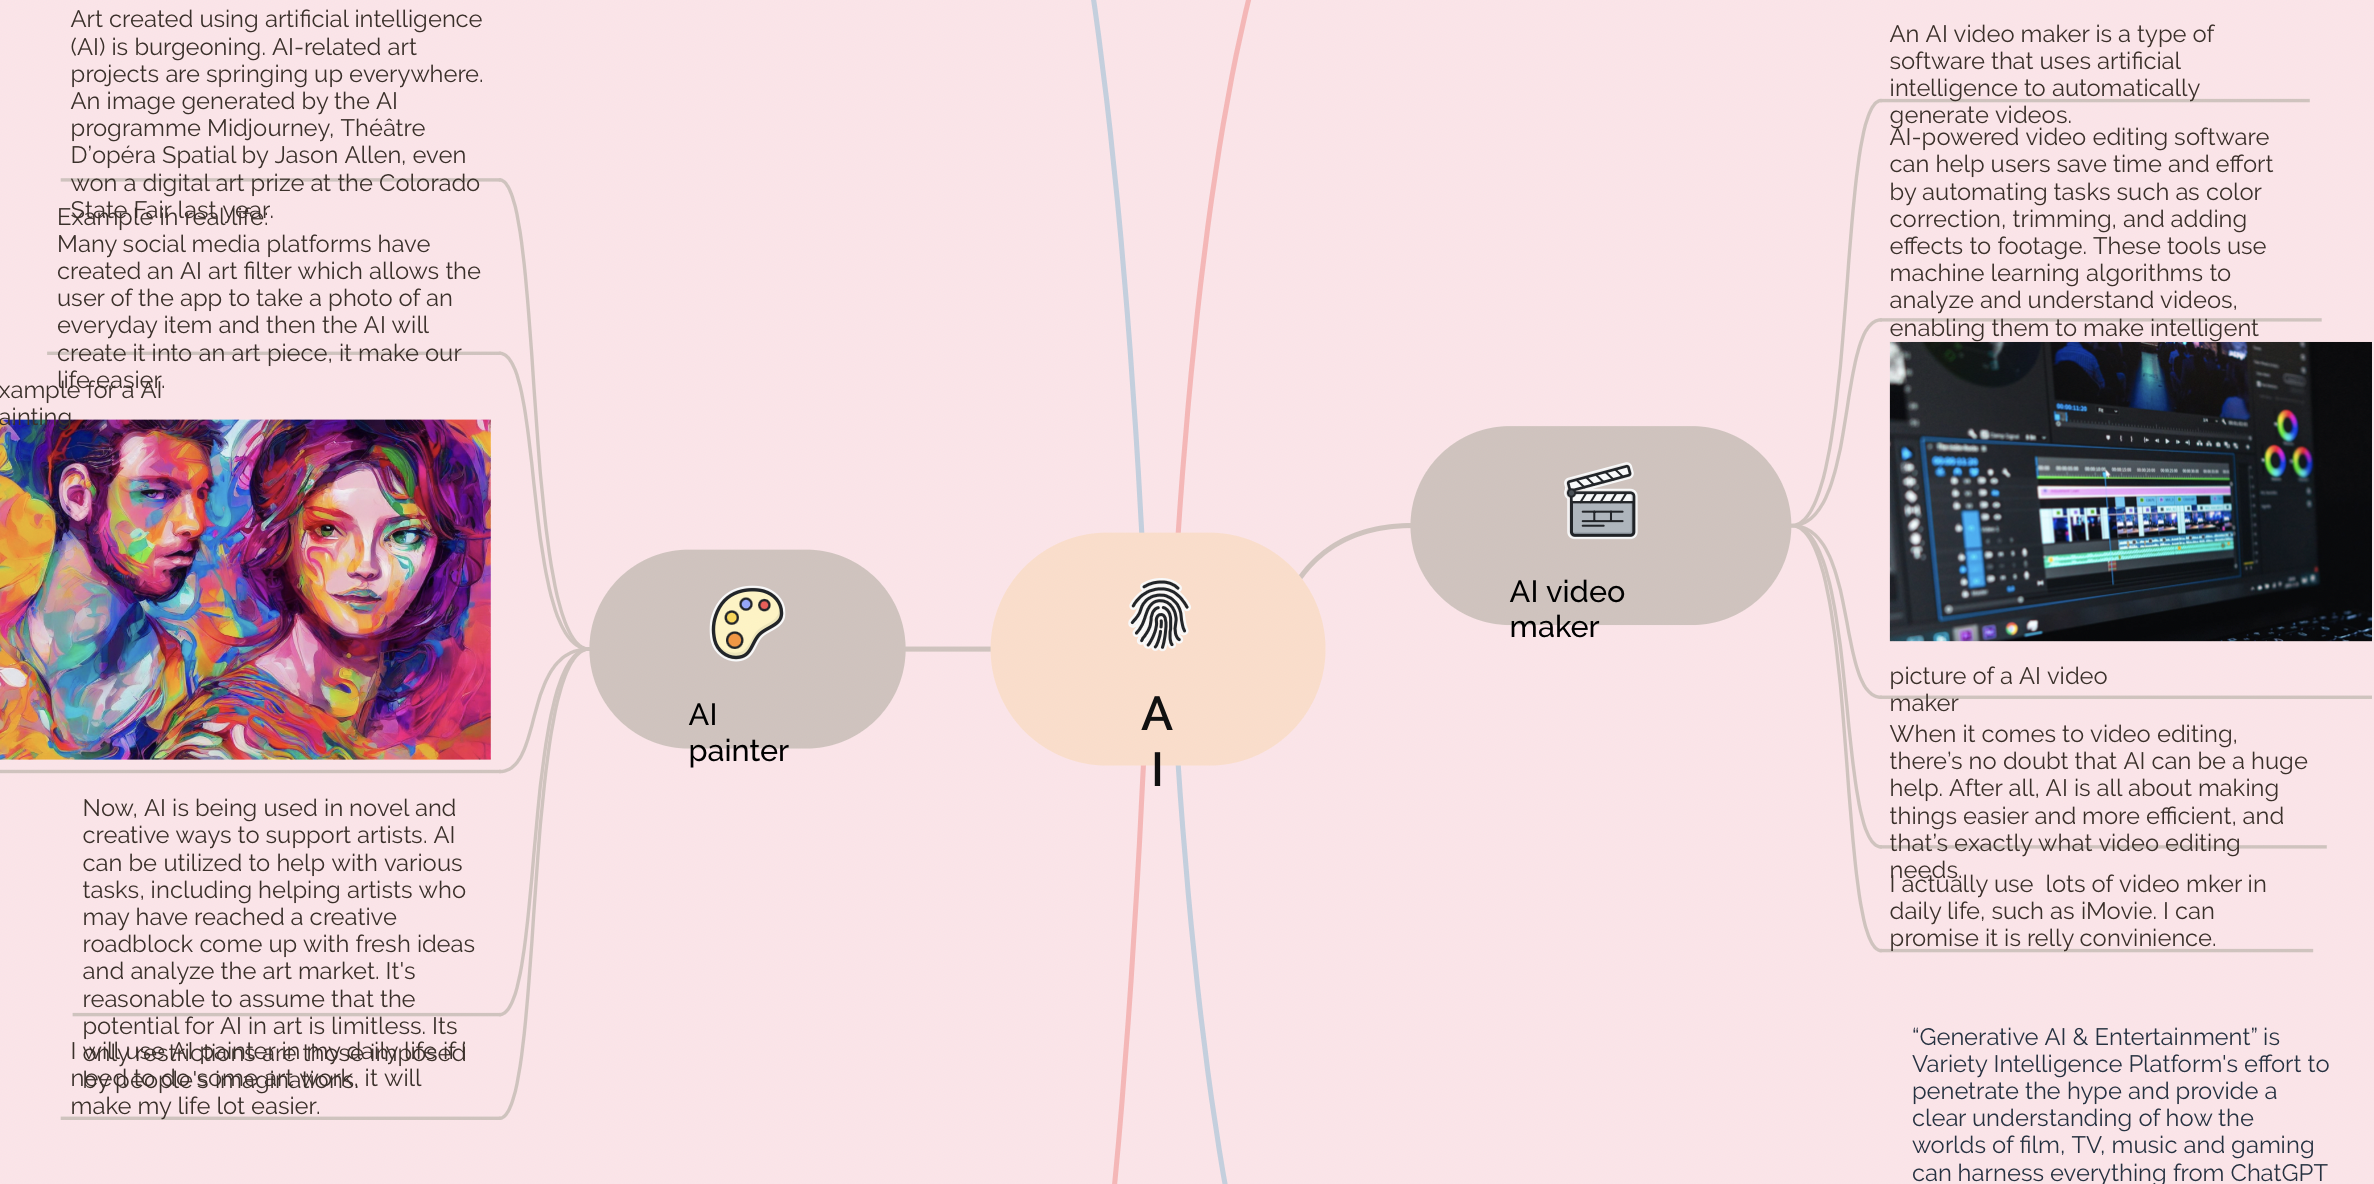 Art created using artificial intelligence
(AI) is burgeoning. AI-related art
projects are springing up everywhere.
An image generated by the AI
programme Midjourney, Théâtre
D’opéra Spatial by Jason Allen, even
won a digital art prize at the Colorado
State Fair last year.
Example in real life:
Many social media platforms have
created an AI art filter which allows the
user of the app to take a photo of an
everyday item and then the AI will
create it into an art piece, it make our
life easier.
xample for a AI
ainting
Now, AI is being used in novel and
creative ways to support artists. AI
can be utilized to help with various
tasks, including helping artists who
may have reached a creative
roadblock come up with fresh ideas
and analyze the art market. It's
reasonable to assume that the
potential for AI in art is limitless. Its
only restrictions are those imposed
by people's imaginations.
I will use AI painter in my daily life if I
need to do some art work, it will
make my life lot easier.
AI
painter
A
I
AI video
maker
An AI video maker is a type of
software that uses artificial
intelligence to automatically
generate videos.
AI-powered video editing software
can help users save time and effort
by automating tasks such as color
correction, trimming, and adding
effects to footage. These tools use
machine learning algorithms to
analyze and understand videos,
enabling them to make intelligent
picture of a AI video
maker
When it comes to video editing,
there’s no doubt that AI can be a huge
help. After all, AI is all about making
things easier and more efficient, and
that’s exactly what video editing
needs.
I actually use  lots of video mker in
daily life, such as iMovie. I can
promise it is relly convinience.
“Generative AI & Entertainment” is
Variety Intelligence Platform's effort to
penetrate the hype and provide a
clear understanding of how the
worlds of film, TV, music and gaming
can harness everything from ChatGPT